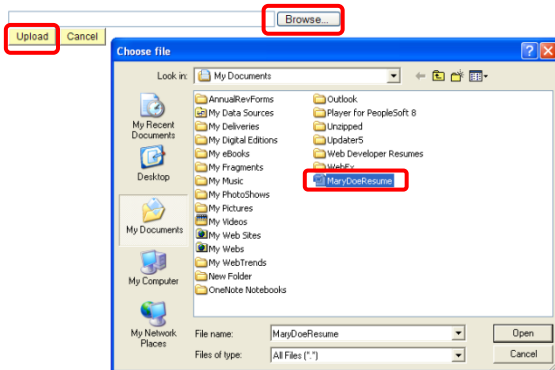 Browse...
Upload Cancel
Choose file
Look in: My Documents
My Recent Documents
Desktop
My Documents
My Computer
My Network Places
AnnualRevForms
My Data Sources
My Deliveries
My Digital Editions
My eBooks
My Fragments
My Music
My PhotoShows
My Pictures
My Videos
My Web Sites
My Webs
My WebTrends
New Folder
OneNote Notebooks
Outlook
Player for PeopleSoft 8
Unzipped
Updater5
Web Developer Resumes
WebEx
MaryDoeResume
File name: MaryDoeResume Open
Files of type: All Files (*.*) Cancel